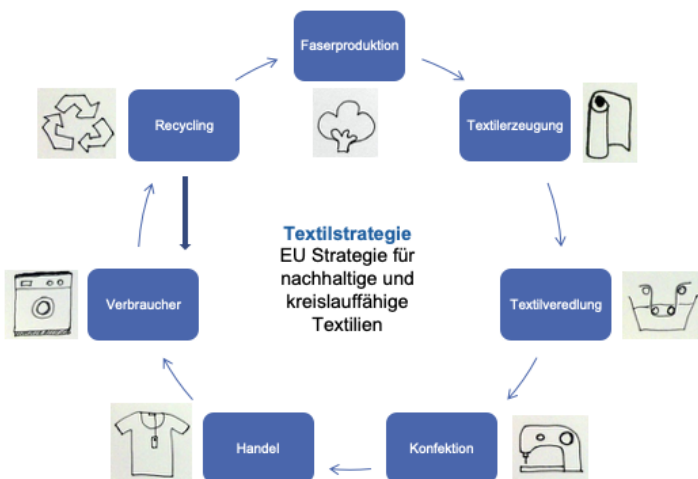 Faserproduktion
Recycling
Textilerzeugung
Textilstrategie
EU Strategie für
nachhaltige und
kreislauffähige
Textilien
Verbraucher
Textilveredlung
Handel
Konfektion